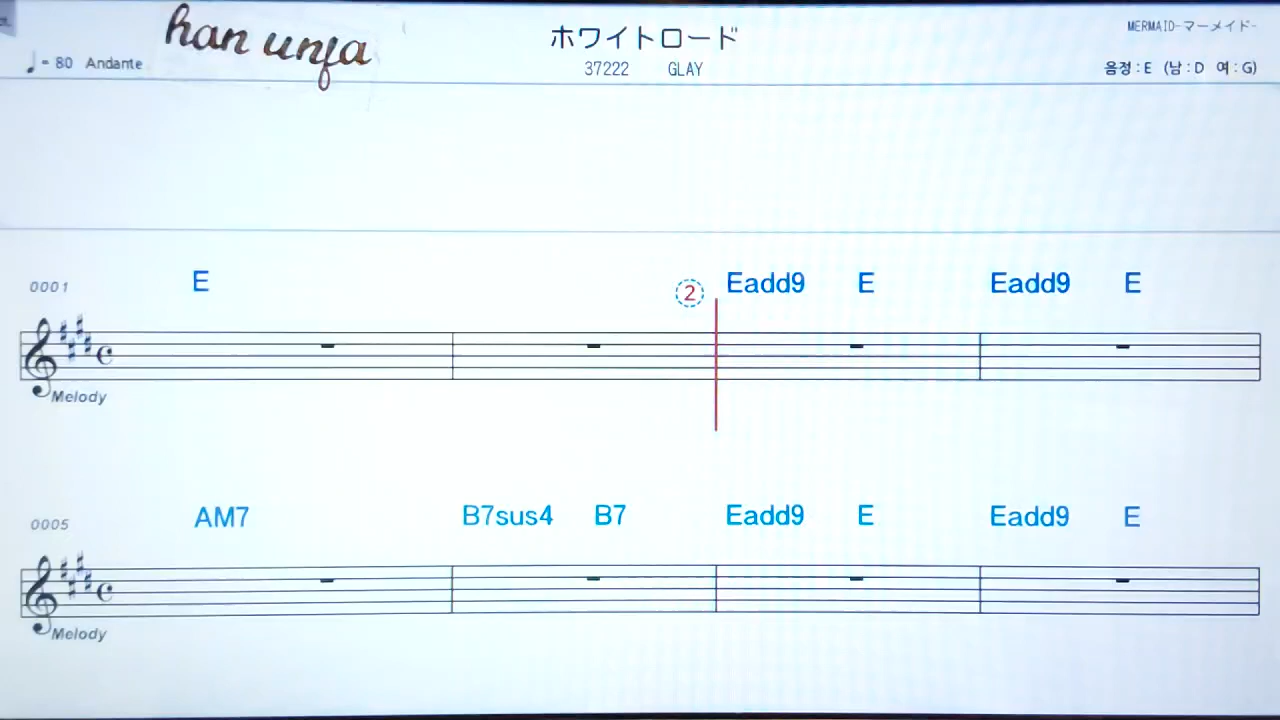 han unja
ホワイトロード
MERMAID-マーメイド-
♩= 80 Andante
37222 GLAY
음정:E (남:D 여:G)
0001 E ② Eadd9 E Eadd9 E
Melody
0005 AM7 B7sus4 B7 Eadd9 E Eadd9 E
Melody